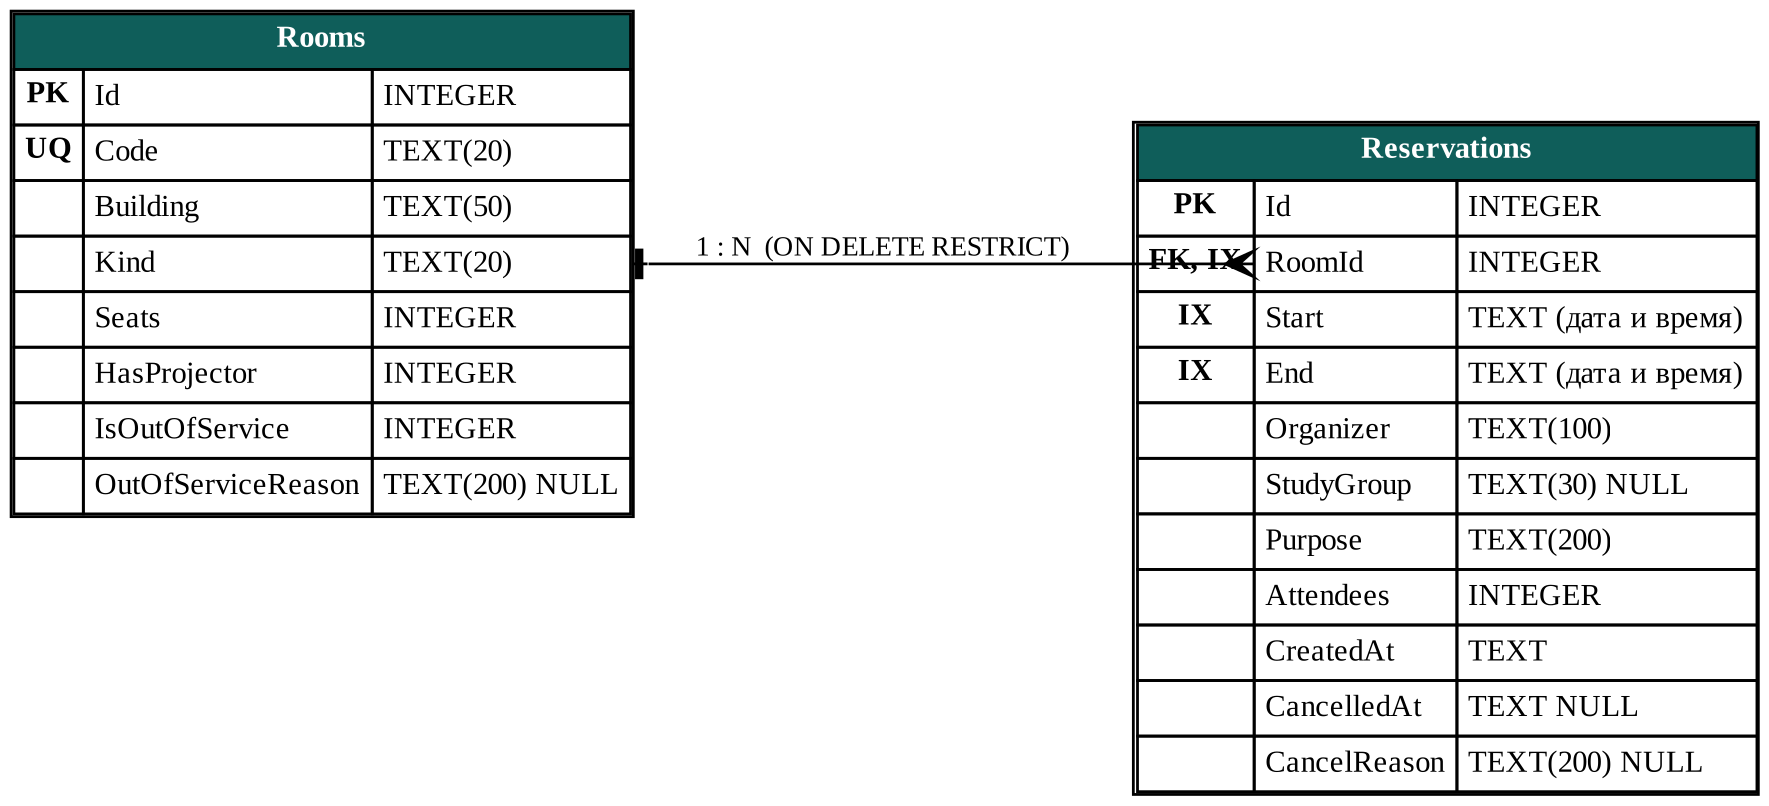 Rooms
PK Id INTEGER
UQ Code TEXT(20)
Building TEXT(50)
Kind TEXT(20)
Seats INTEGER
HasProjector INTEGER
IsOutOfService INTEGER
OutOfServiceReason TEXT(200) NULL
1 : N (ON DELETE RESTRICT)
Reservations
PK Id INTEGER
FK, IX RoomId INTEGER
IX Start TEXT (дата и время)
IX End TEXT (дата и время)
Organizer TEXT(100)
StudyGroup TEXT(30) NULL
Purpose TEXT(200)
Attendees INTEGER
CreatedAt TEXT
CancelledAt TEXT NULL
CancelReason TEXT(200) NULL